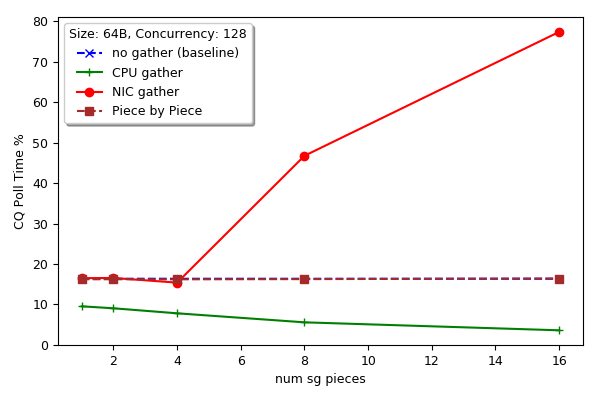 Size: 64B, Concurrency: 128
no gather (baseline)
CPU gather
NIC gather
Piece by Piece
CQ Poll Time %
80
70
60
50
40
30
20
10
0
2 4 6 8 10 12 14 16
num sg pieces